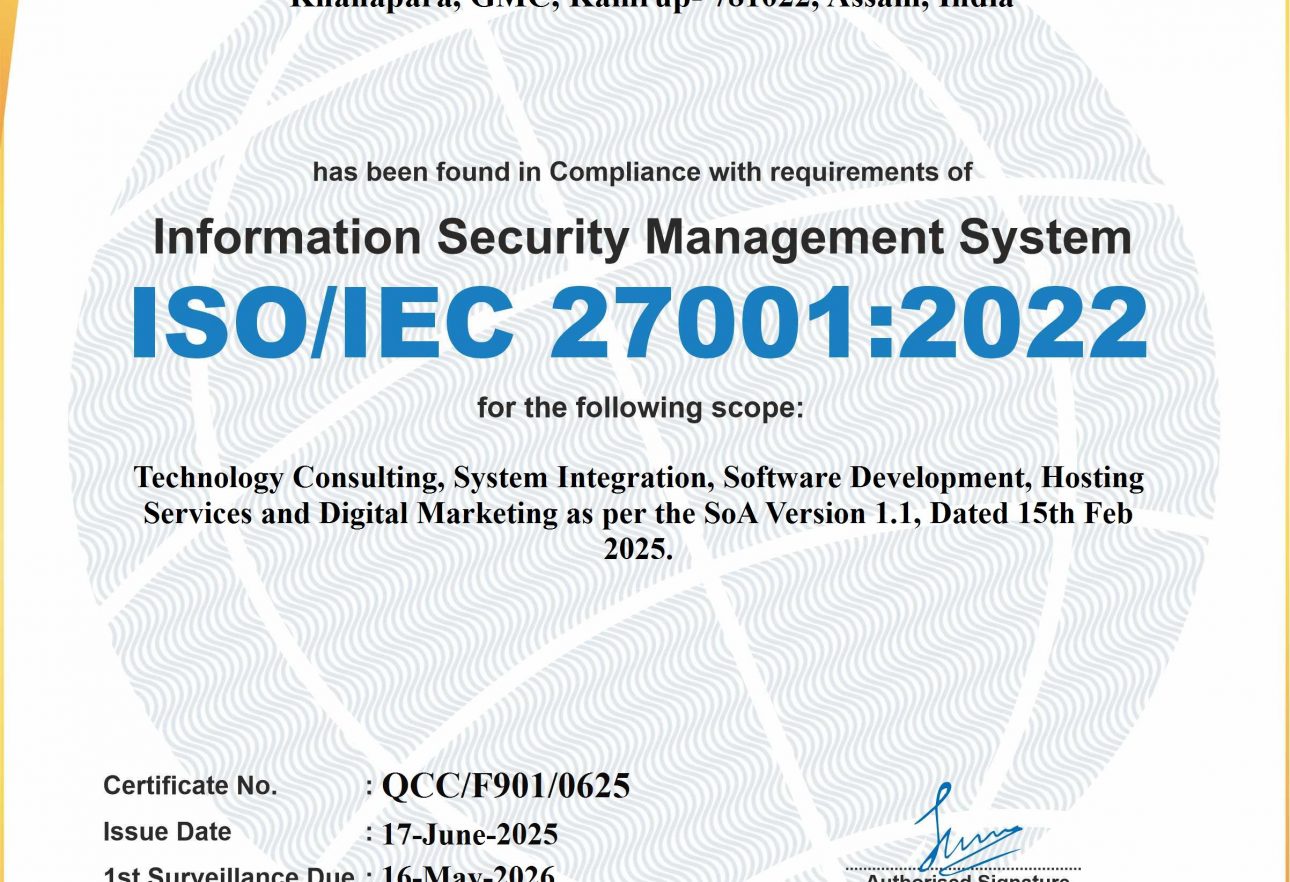 Khanapara, GMC, Kamrup- 781022, Assam, India
has been found in Compliance with requirements of
Information Security Management System
ISO/IEC 27001:2022
for the following scope:
Technology Consulting, System Integration, Software Development, Hosting
Services and Digital Marketing as per the SoA Version 1.1, Dated 15th Feb
2025.
Certificate No. : QCC/F901/0625
Issue Date : 17-June-2025
1st Surveillance Due : 16-May-2026
Authorised Signature